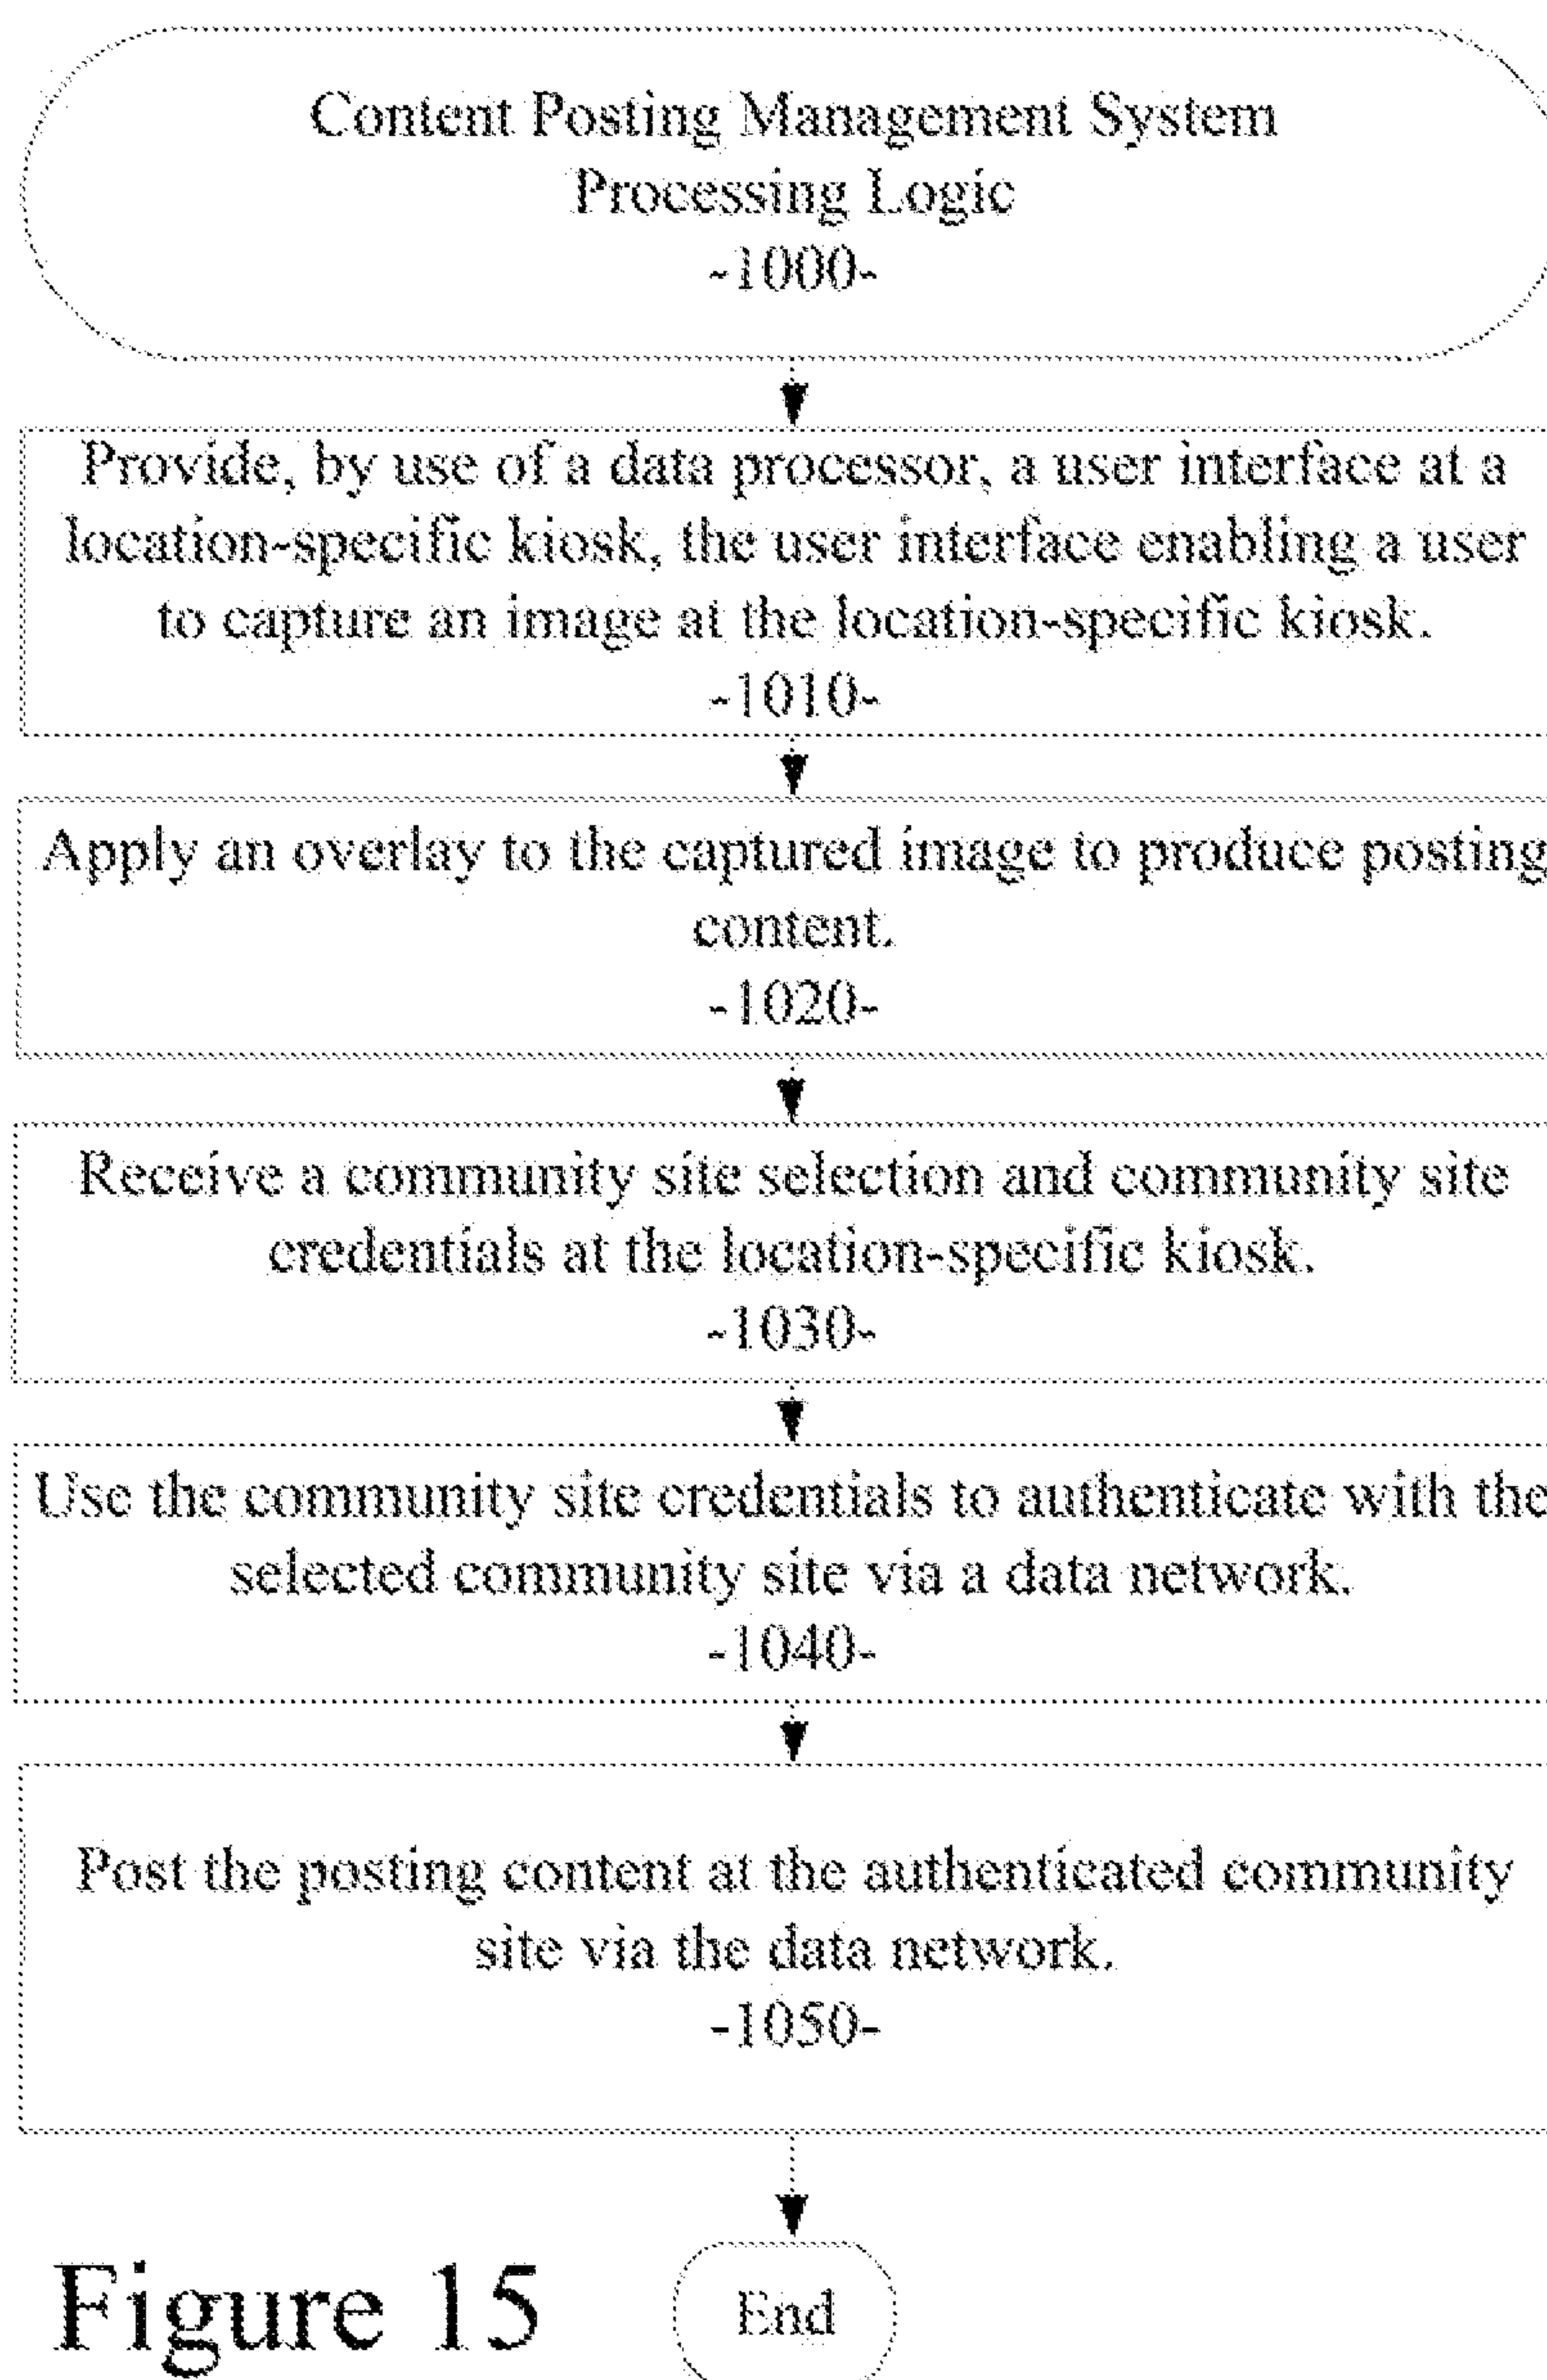 Content Posting Management System
Processing Logic
-1000-
Provide, by use of a data processor, a user interface at a
location-specific kiosk, the user interface enabling a user
to capture an image at the location-specific kiosk.
-1010-
Apply an overlay to the captured image to produce posting
content.
-1020-
Receive a community site selection and community site
credentials at the location-specific kiosk.
-1030-
Use the community site credentials to authenticate with the
selected community site via a data network.
-1040-
Post the posting content at the authenticated community
site via the data network.
-1050-
End
Figure 15